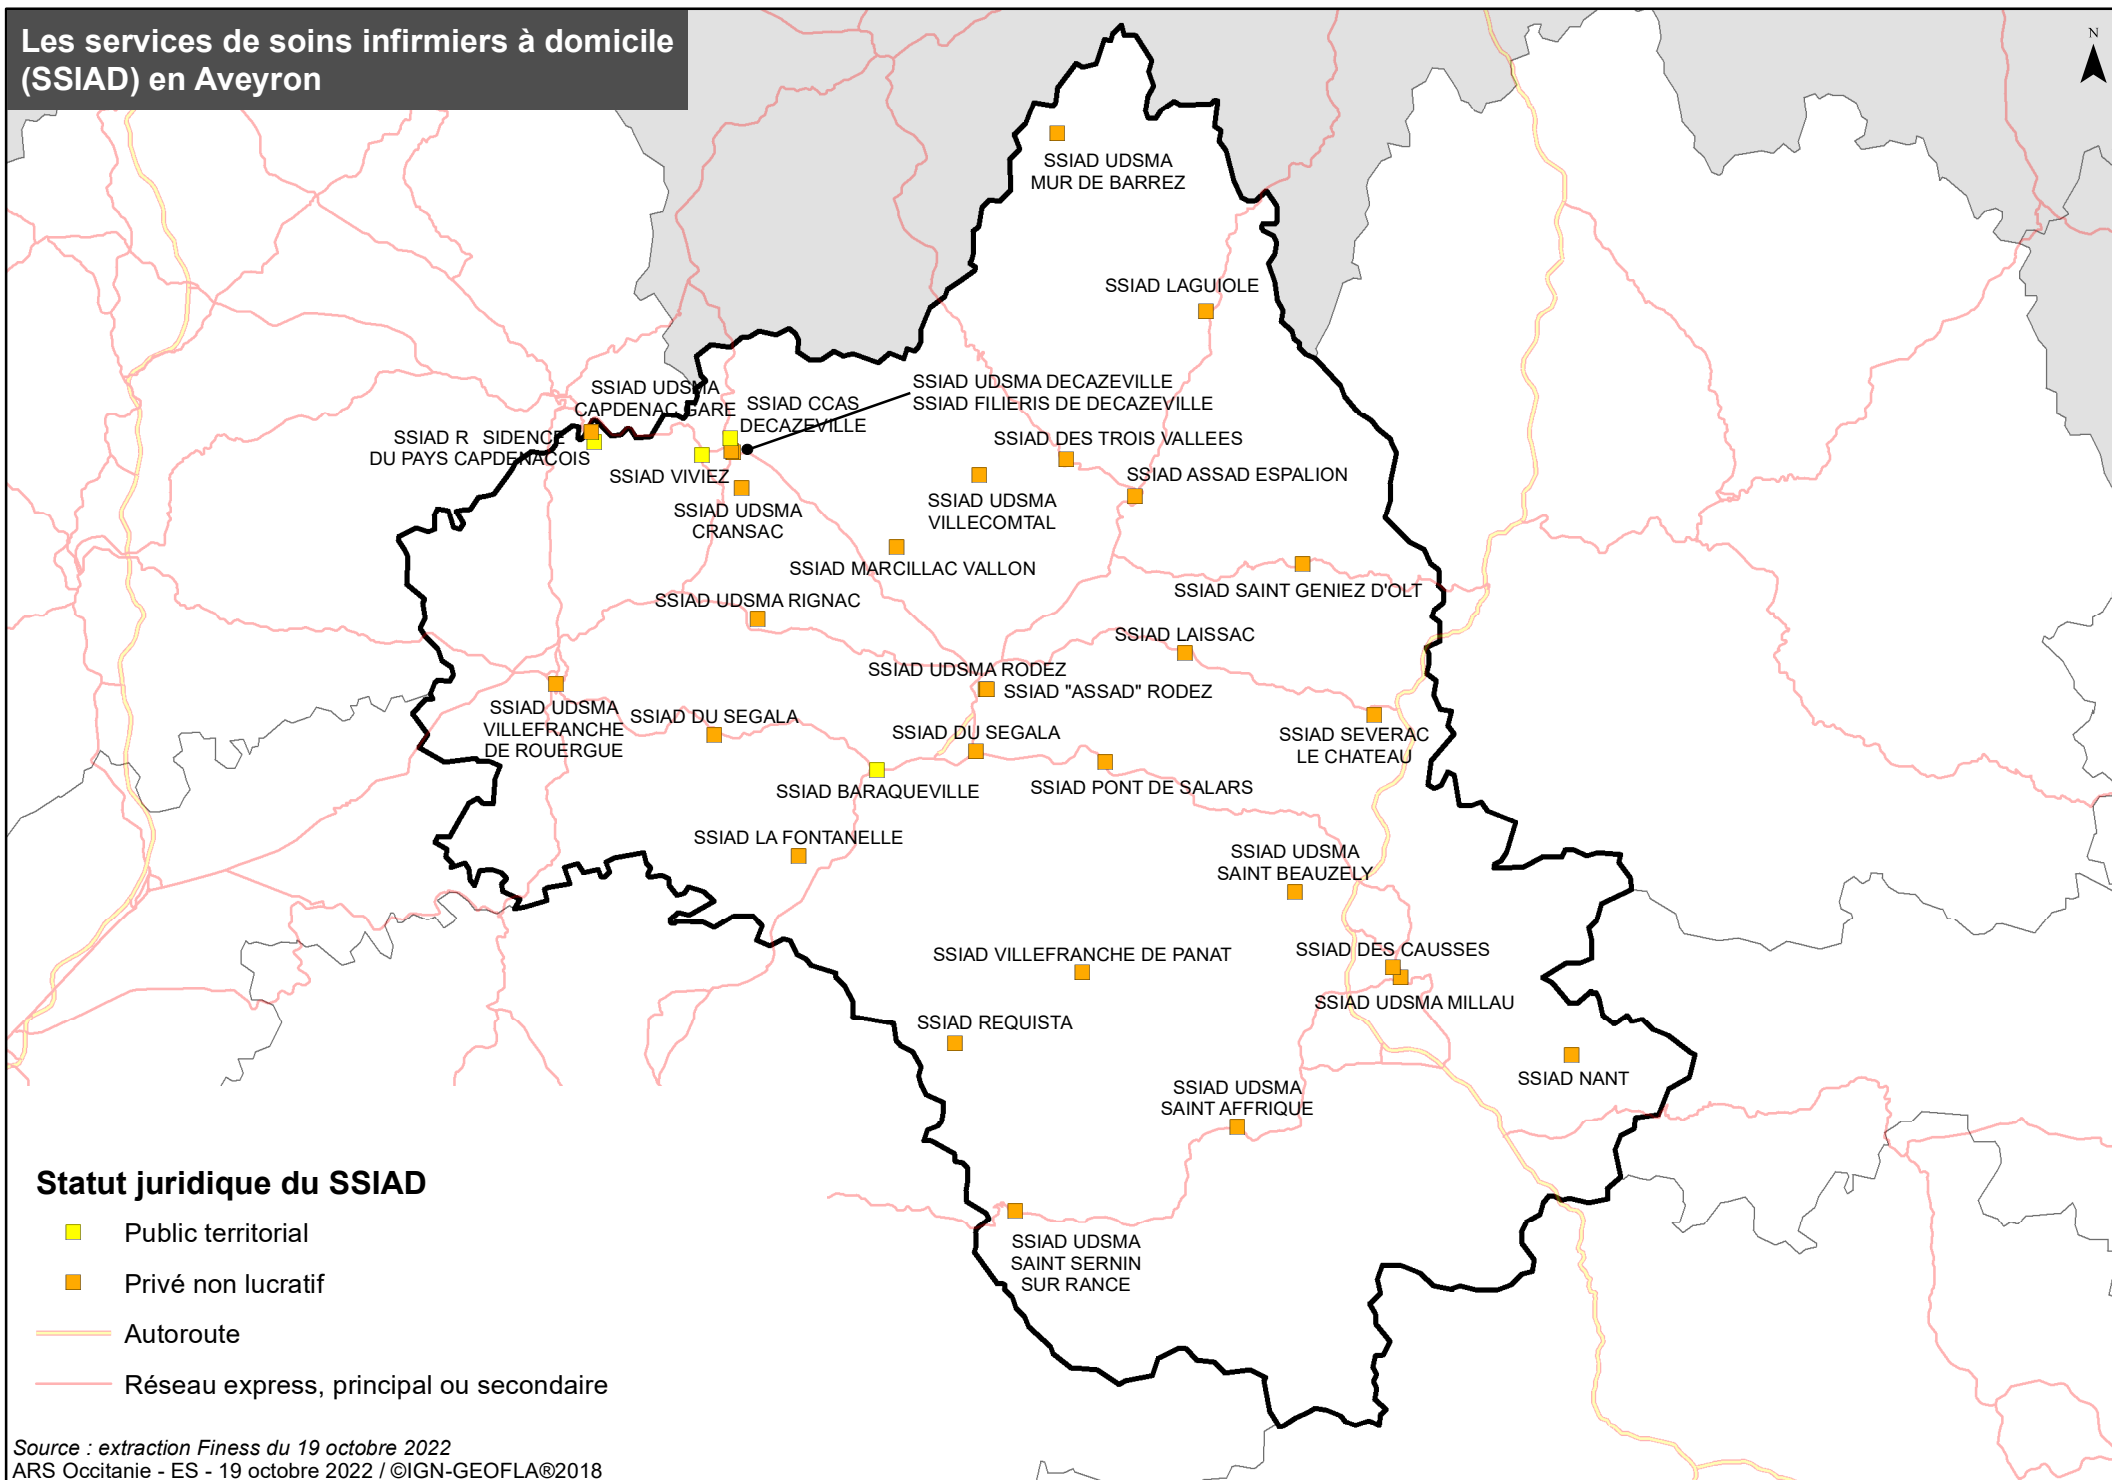 Les services de soins infirmiers à domicile
(SSIAD) en Aveyron
N
SSIAD UDSMA
MUR DE BARREZ
SSIAD LAGUIOLE
SSIAD UDSMA
CAPDENAC GARE
SSIAD CCAS
DECAZEVILLE
SSIAD UDSMA DECAZEVILLE
SSIAD FILIERIS DE DECAZEVILLE
SSIAD R SIDENCE
DU PAYS CAPDENACOIS
SSIAD VIVIEZ
SSIAD DES TROIS VALLEES
SSIAD ASSAD ESPALION
SSIAD UDSMA
VILLECOMTAL
SSIAD UDSMA
CRANSAC
SSIAD MARCILLAC VALLON
SSIAD SAINT GENIEZ D'OLT
SSIAD UDSMA RIGNAC
SSIAD LAISSAC
SSIAD UDSMA RODEZ
SSIAD "ASSAD" RODEZ
SSIAD UDSMA
VILLEFRANCHE
DE ROUERGUE
SSIAD DU SEGALA
SSIAD DU SEGALA
SSIAD SEVERAC
LE CHATEAU
SSIAD BARAQUEVILLE
SSIAD PONT DE SALARS
SSIAD LA FONTANELLE
SSIAD UDSMA
SAINT BEAUZELY
SSIAD VILLEFRANCHE DE PANAT
SSIAD DES CAUSSES
SSIAD UDSMA MILLAU
SSIAD REQUISTA
SSIAD NANT
SSIAD UDSMA
SAINT AFFRIQUE
SSIAD UDSMA
SAINT SERNIN
SUR RANCE
Statut juridique du SSIAD
Public territorial
Privé non lucratif
Autoroute
Réseau express, principal ou secondaire
Source : extraction Finess du 19 octobre 2022
ARS Occitanie - ES - 19 octobre 2022 / ©IGN-GEOFLA®2018